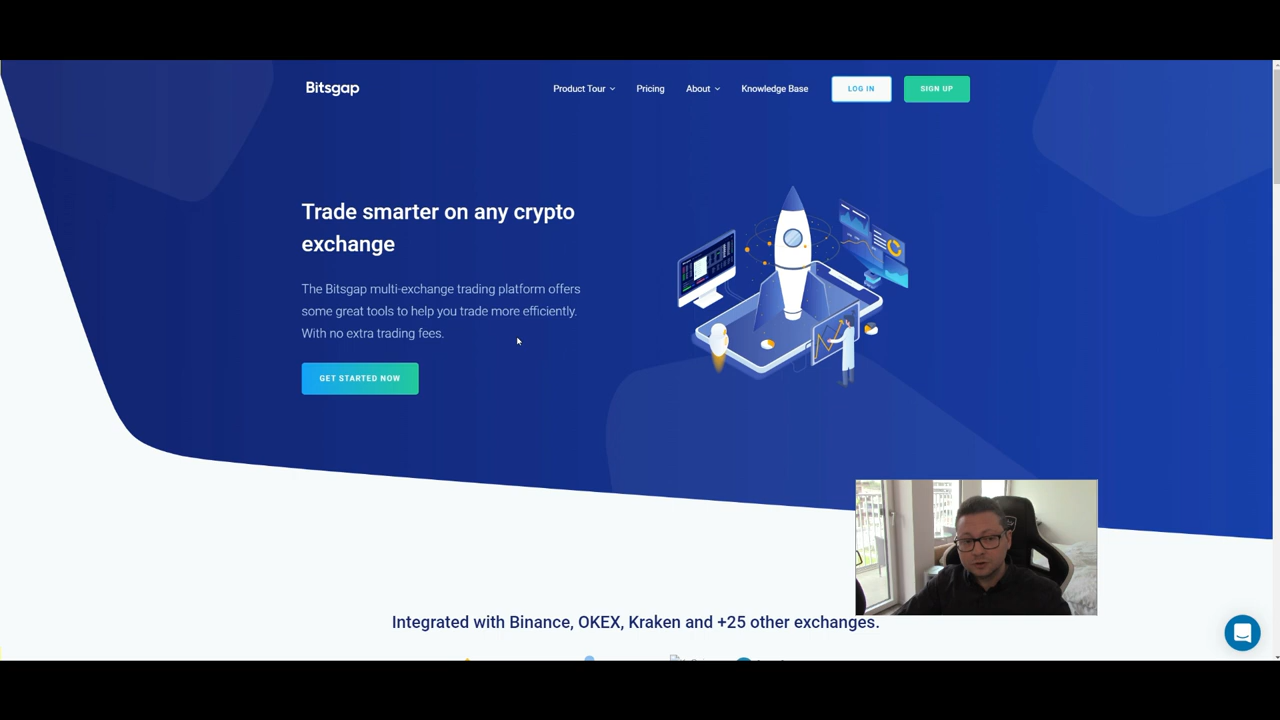 Bitsgap
Product Tour
Pricing
About
Knowledge Base
LOG IN
SIGN UP
Trade smarter on any crypto
exchange
The Bitsgap multi-exchange trading platform offers
some great tools to help you trade more efficiently.
With no extra trading fees.
GET STARTED NOW
Integrated with Binance, OKEX, Kraken and +25 other exchanges.